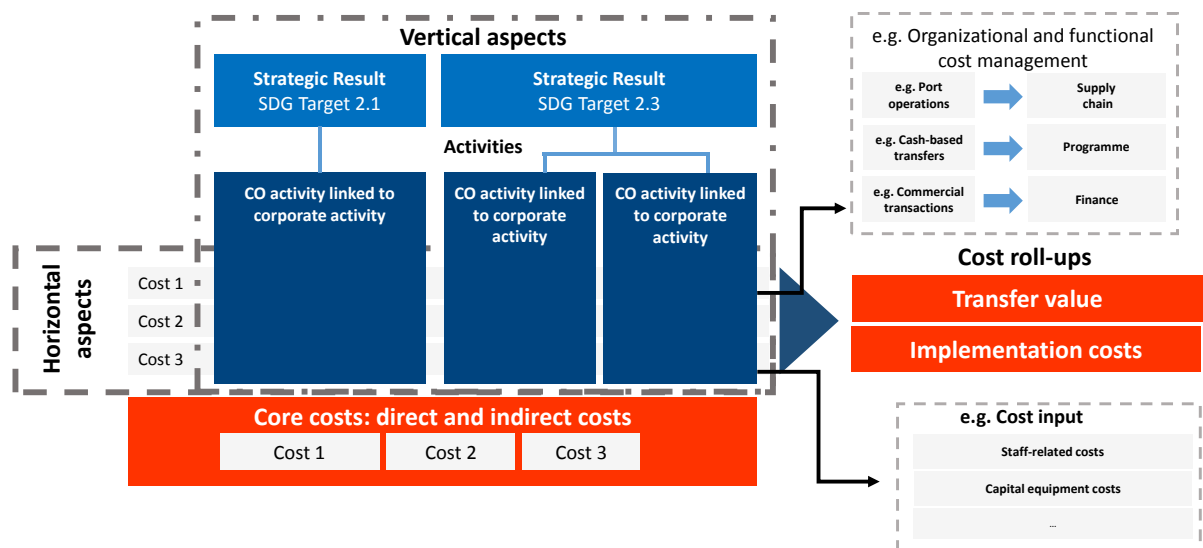 Vertical aspects
Strategic Result
SDG Target 2.1
Strategic Result
SDG Target 2.3
Activities
CO activity linked to
corporate activity
CO activity linked
to corporate
activity
CO activity linked to
corporate
activity
Horizontal
aspects
Cost 1
Cost 2
Cost 3
Core costs: direct and indirect costs
Cost 1
Cost 2
Cost 3
e.g. Organizational and functional
cost management
e.g. Port
operations
Supply
chain
e.g. Cash-based
transfers
Programme
e.g. Commercial
transactions
Finance
Cost roll-ups
Transfer value
Implementation costs
e.g. Cost input
Staff-related costs
Capital equipment costs
…